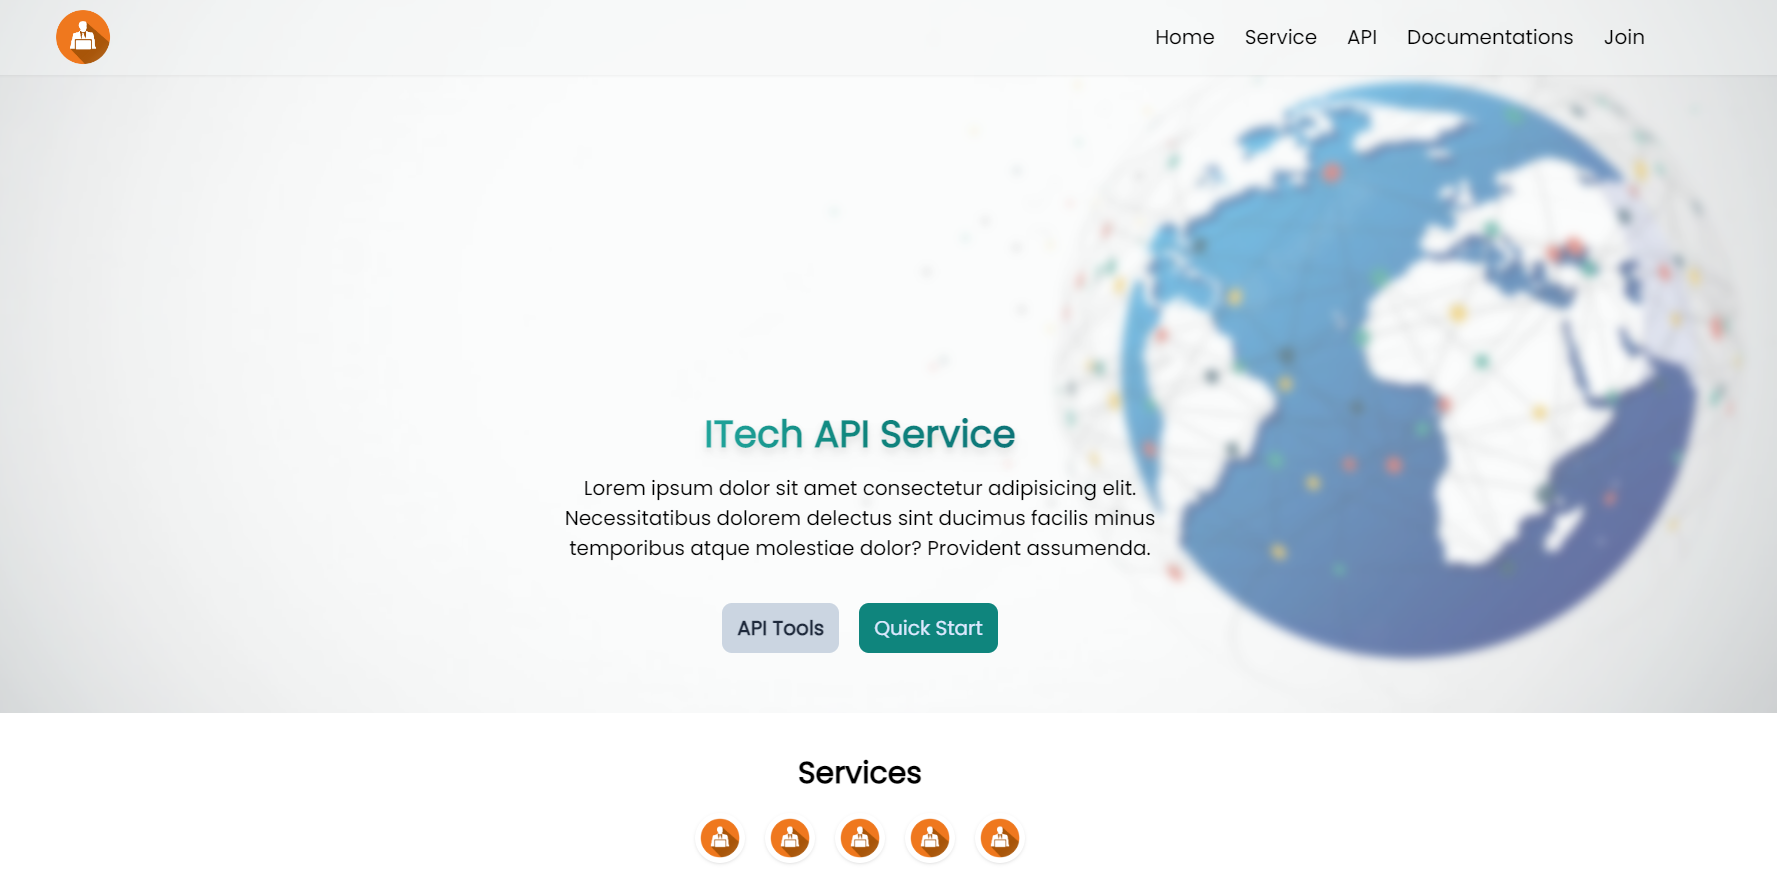 Home Service API Documentations Join
ITech API Service
Lorem ipsum dolor sit amet consectetur adipisicing elit.
Necessitatibus dolorem delectus sint ducimus facilis minus
temporibus atque molestiae dolor? Provident assumenda.
API Tools Quick Start
Services